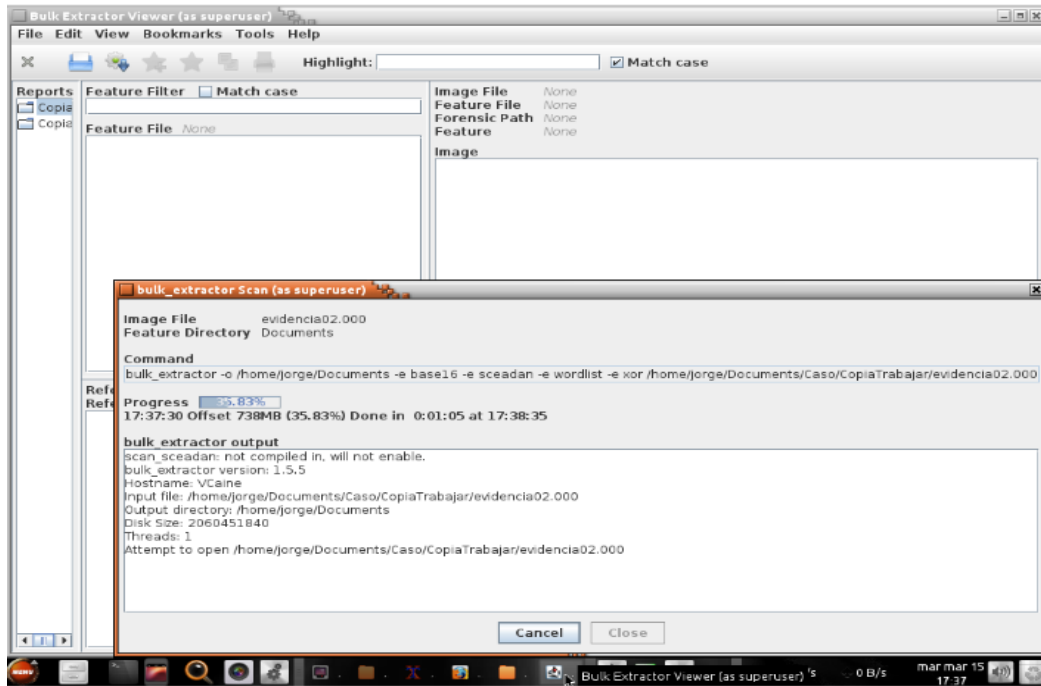 Bulk Extractor Viewer (as superuser)
File Edit View Bookmarks Tools Help
Highlight: Match case
Reports
Copia
Copia
Feature Filter Match case
Feature File None
Image File None
Feature File None
Forensic Path None
Feature None
Image
Refe
Refe
bulk_extractor Scan (as superuser)
Image File evidencia02.000
Feature Directory Documents
Command
bulk_extractor -o /home/jorge/Documents -e base16 -e sceadan -e wordlist -e xor /home/jorge/Documents/Caso/CopiaTrabajar/evidencia02.000
Progress 35.83%
17:37:30 Offset 738MB (35.83%) Done in 0:01:05 at 17:38:35
bulk_extractor output
scan_sceadan: not compiled in, will not enable.
bulk_extractor version: 1.5.5
Hostname: VCaine
Input file: /home/jorge/Documents/Caso/CopiaTrabajar/evidencia02.000
Output directory: /home/jorge/Documents
Disk Size: 2060451840
Threads: 1
Attempt to open /home/jorge/Documents/Caso/CopiaTrabajar/evidencia02.000
Cancel Close
MENU
Bulk Extractor Viewer (as superuser) 's
0 B/s
mar mar 15
17:37